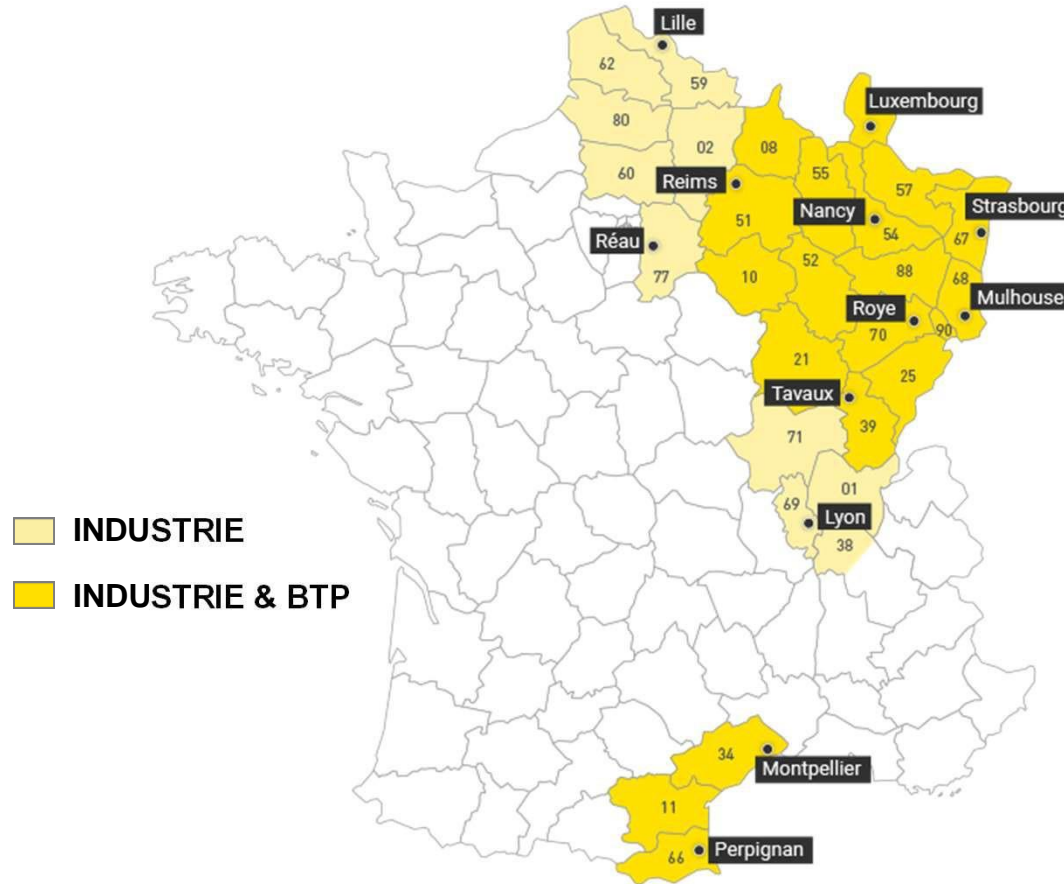 Lille
62
59
Luxembourg
80
02
08
60
55
57
Reims
Strasbourg
51
Nancy
54
67
Réau
52
77
10
88
68
Mulhouse
Roye
70
90
21
25
Tavaux
39
71
01
69
Lyon
INDUSTRIE
38
INDUSTRIE & BTP
34
Montpellier
11
66
Perpignan